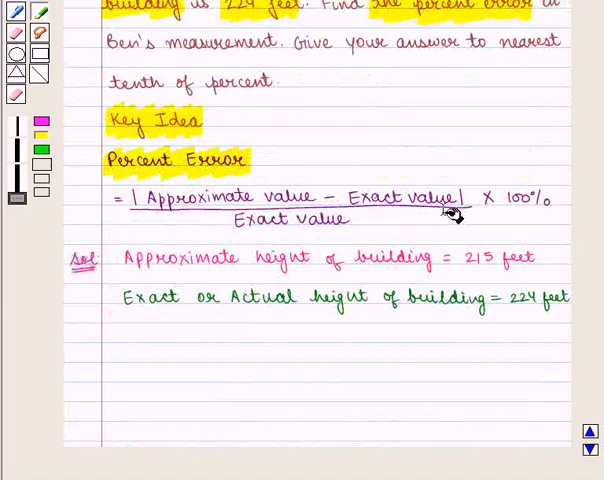 building is 224 feet. Find the percent error in
Ben's measurement. Give your answer to nearest
tenth of percent.
Key Idea
Percent Error
= | Approximate value - Exact value | × 100%
Exact value
Sol Approximate height of building = 215 feet
Exact or Actual height of building = 224 feet